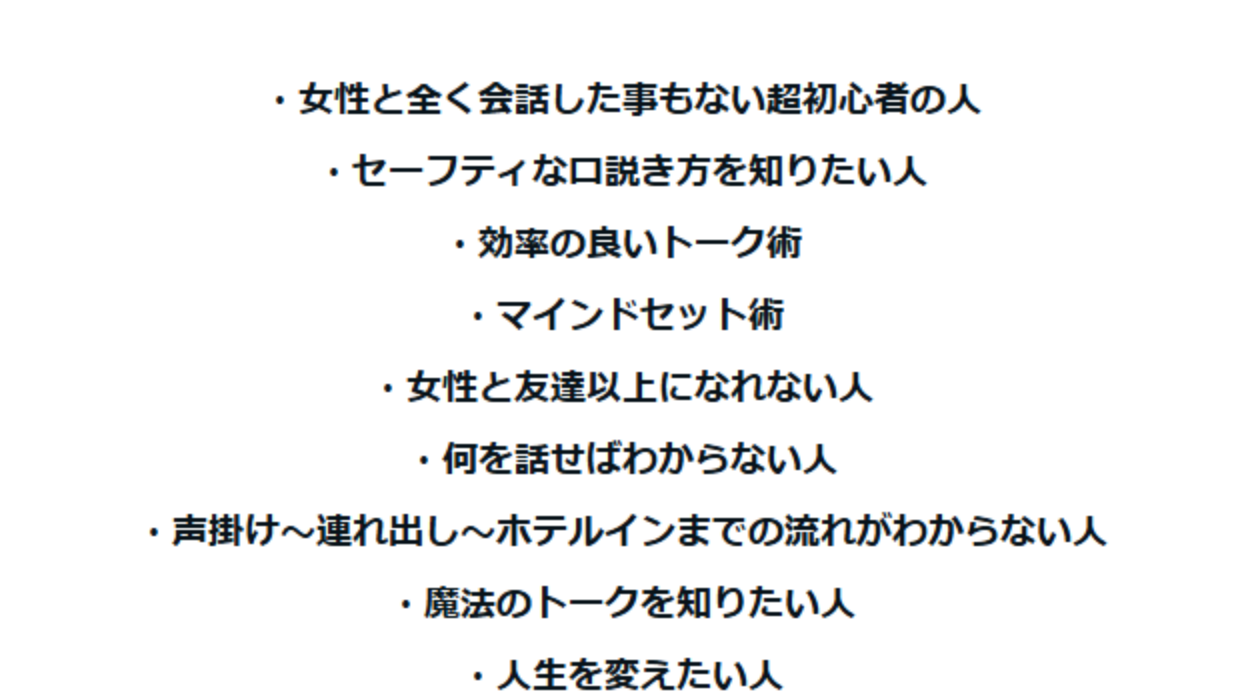 ・女性と全く会話した事もない超初心者の人
・セーフティな口説き方を知りたい人
・効率の良いトーク術
・マインドセット術
・女性と友達以上になれない人
・何を話せばわからない人
・声掛け～連れ出し～ホテルインまでの流れがわからない人
・魔法のトークを知りたい人
・人生を変えたい人